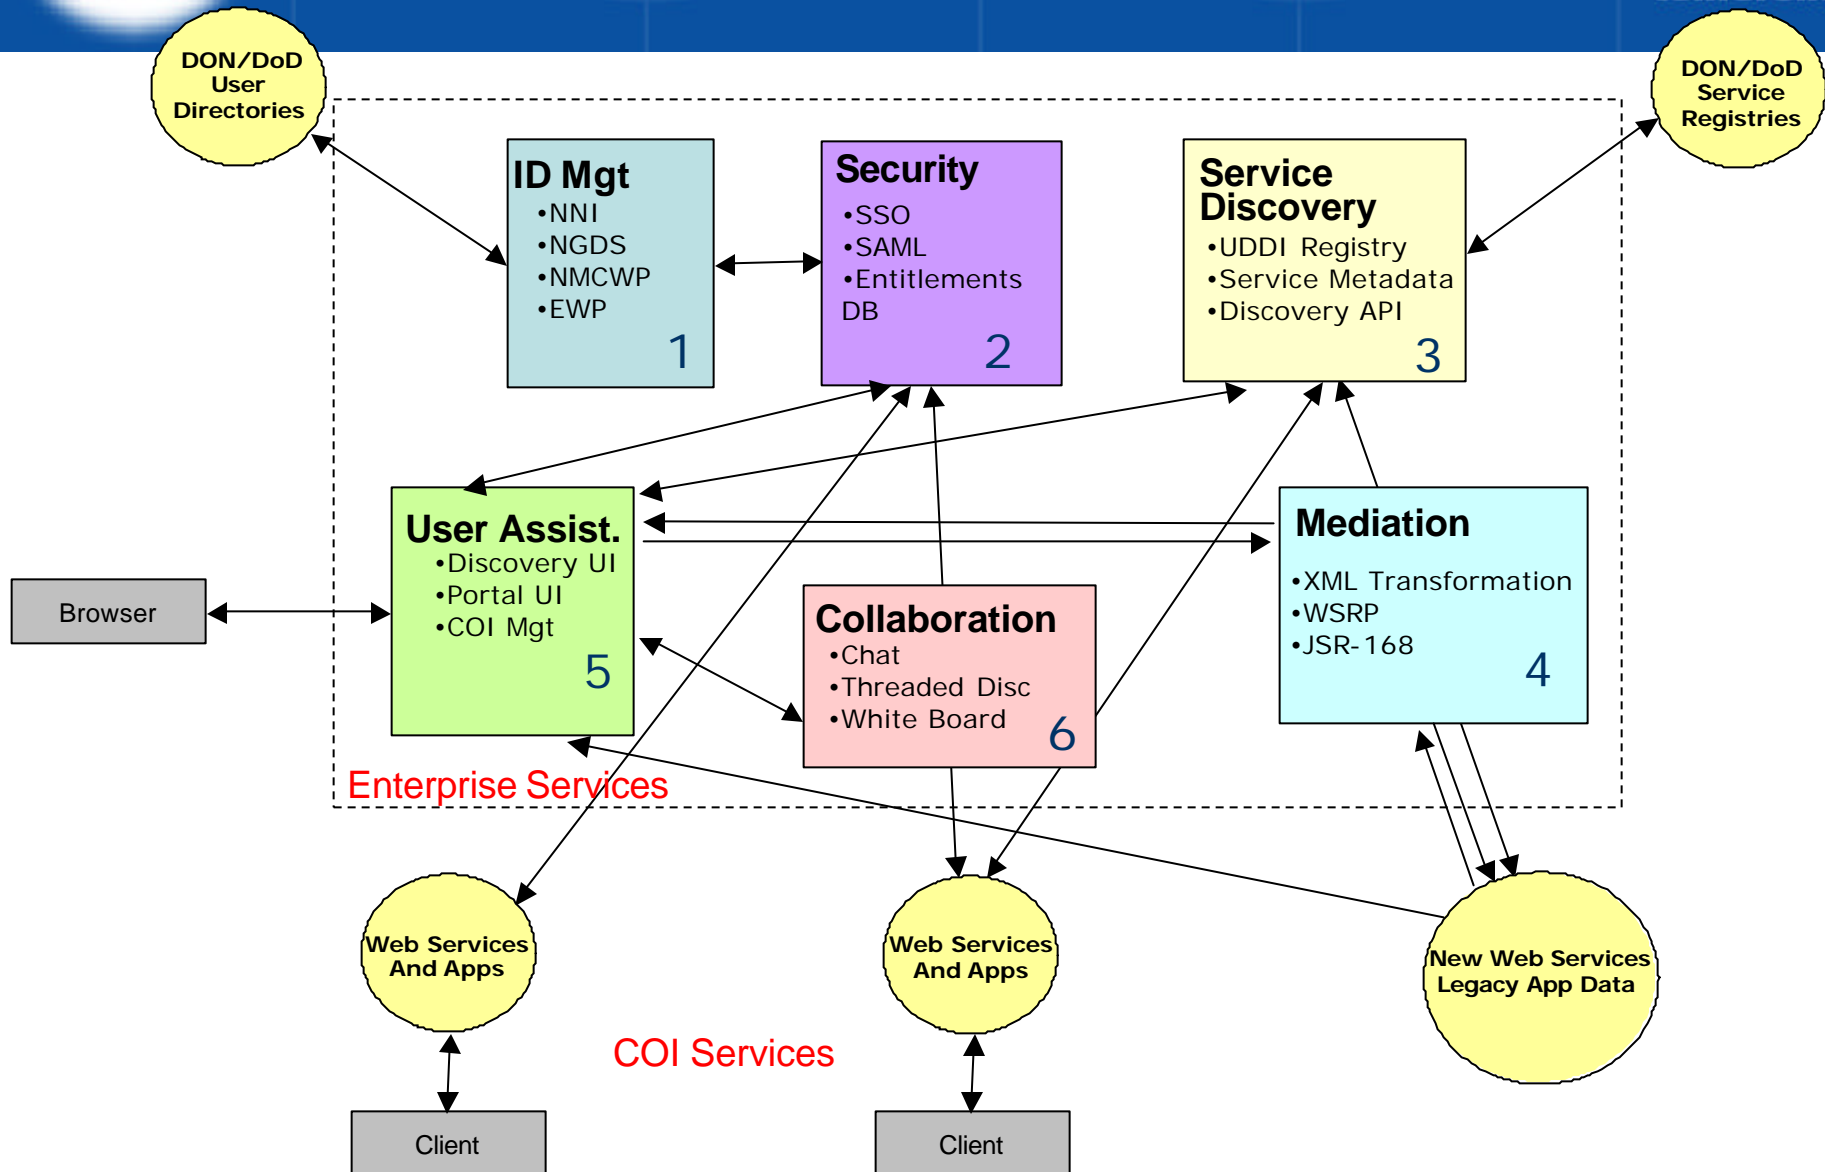 DON/DoD
User
Directories
DON/DoD
Service
Registries
ID Mgt
•NNI
•NGDS
•NMCWP
•EWP
1
Security
•SSO
•SAML
•Entitlements
DB
2
Service
Discovery
•UDDI Registry
•Service Metadata
•Discovery API
3
User Assist.
•Discovery UI
•Portal UI
•COI Mgt
5
Mediation
•XML Transformation
•WSRP
•JSR-168
4
Browser
Collaboration
•Chat
•Threaded Disc
•White Board
6
Enterprise Services
Web Services
And Apps
Web Services
And Apps
New Web Services
Legacy App Data
COI Services
Client
Client